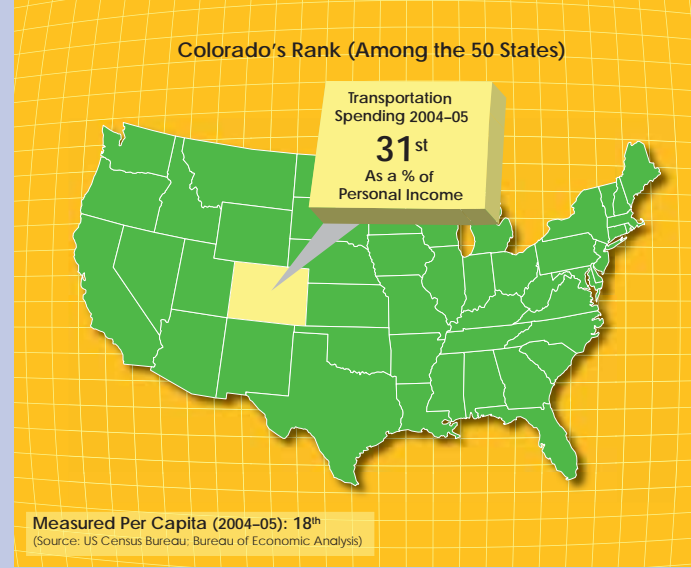 Colorado's Rank (Among the 50 States)
Transportation
Spending 2004–05
31st
As a % of
Personal Income
Measured Per Capita (2004–05): 18th
(Source: US Census Bureau; Bureau of Economic Analysis)